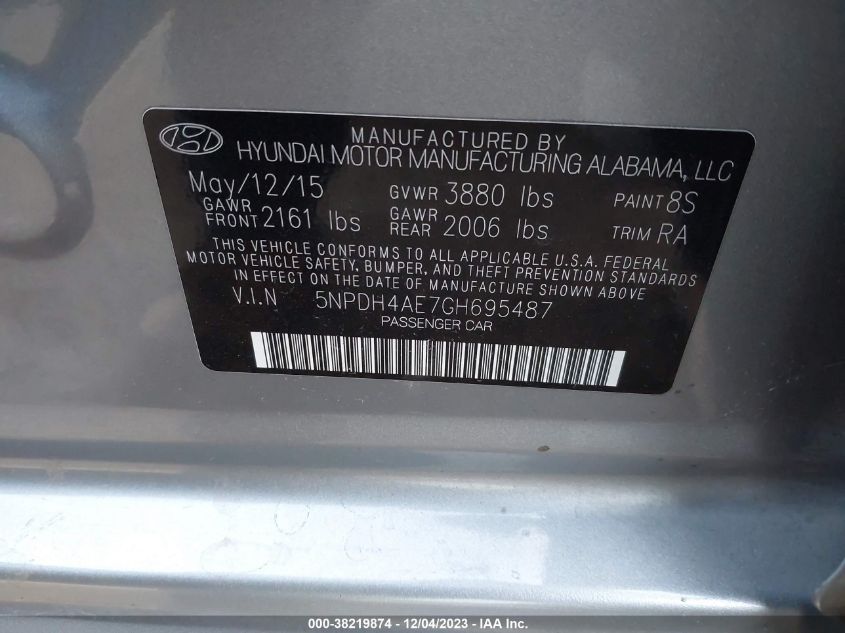 MANUFACTURED BY
HYUNDAI MOTOR MANUFACTURING ALABAMA, LLC
May/12/15 GVWR 3880 lbs PAINT 8S
GAWR FRONT 2161 lbs GAWR REAR 2006 lbs TRIM RA
THIS VEHICLE CONFORMS TO ALL APPLICABLE U.S.A. FEDERAL
MOTOR VEHICLE SAFETY, BUMPER, AND THEFT PREVENTION STANDARDS
IN EFFECT ON THE DATE OF MANUFACTURE SHOWN ABOVE
V.I.N 5NPDH4AE7GH695487
PASSENGER CAR
000-38219874 - 12/04/2023 - IAA Inc.